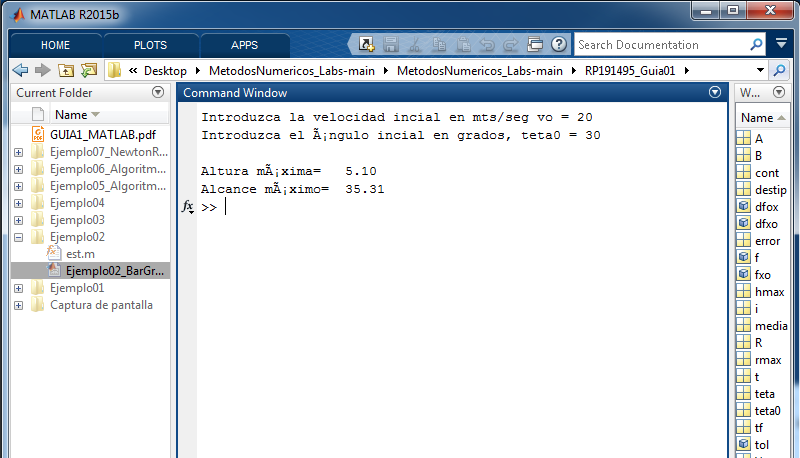 MATLAB R2015b
HOME PLOTS APPS Search Documentation
Desktop MetodosNumericos_Labs-main MetodosNumericos_Labs-main RP191495_Guia01
Current Folder
Name
GUIA1_MATLAB.pdf
Ejemplo07_NewtonR...
Ejemplo06_Algoritm...
Ejemplo05_Algoritm...
Ejemplo04
Ejemplo03
Ejemplo02
est.m
Ejemplo02_BarGr...
Ejemplo01
Captura de pantalla
Command Window
Introduzca la velocidad incial en mts/seg vo = 20
Introduzca el Ã¡ngulo incial en grados, teta0 = 30
Altura mÃ¡xima= 5.10
Alcance mÃ¡ximo= 35.31
fx >>
W...
Name
A
B
cont
destip
dfox
dfxo
error
f
fxo
hmax
i
media
R
rmax
t
teta
teta0
tf
tol